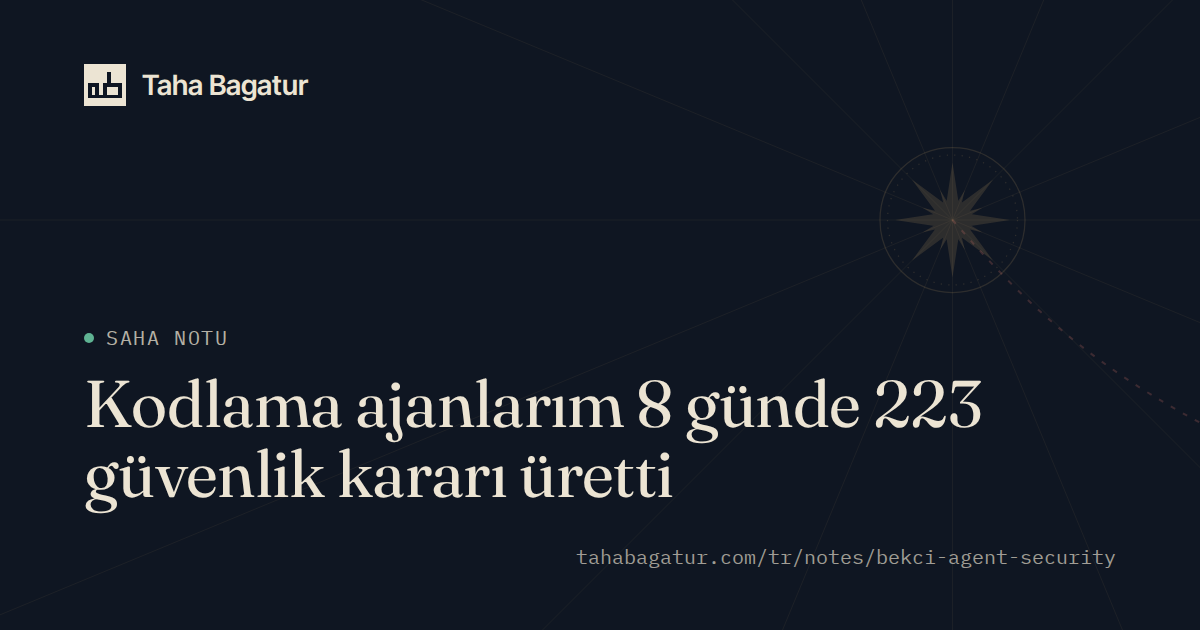 Taha Bagatur
SAHA NOTU
Kodlama ajanlarım 8 günde 223
güvenlik kararı üretti
tahabagatur.com/tr/notes/bekci-agent-security